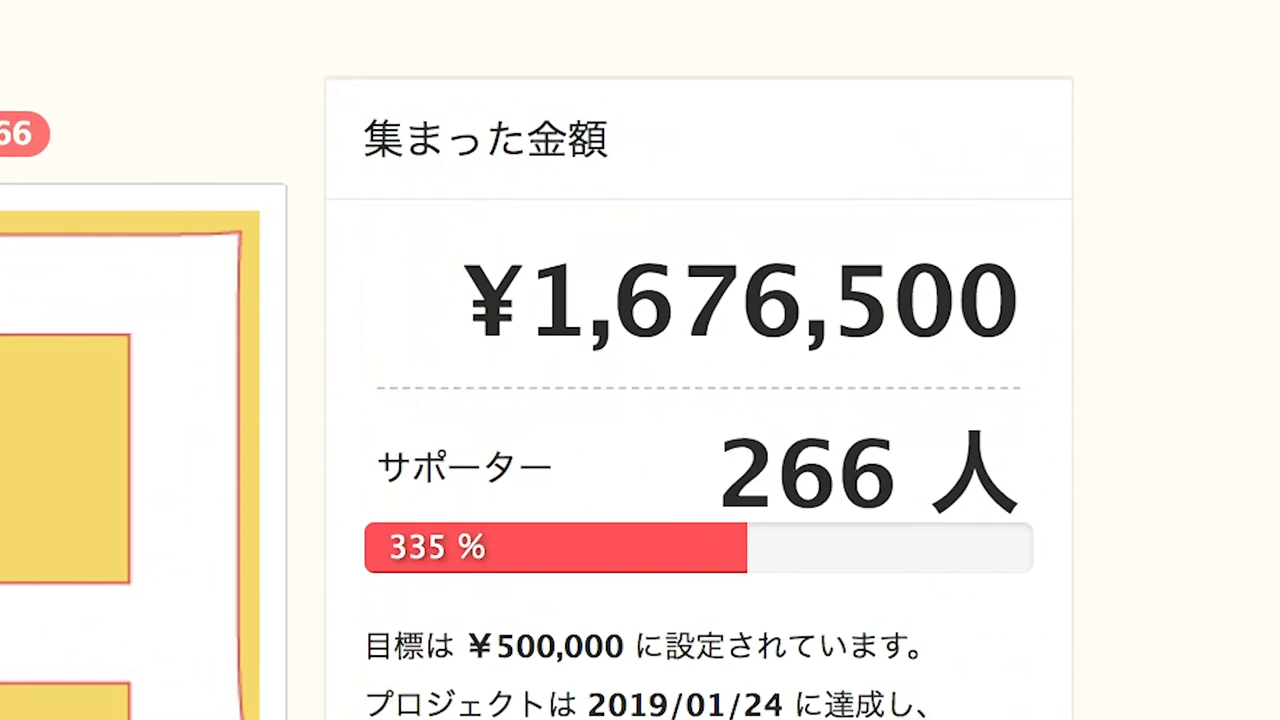 66
集まった金額
¥1,676,500
サポーター 266 人
335 %
目標は ¥500,000 に設定されています。
プロジェクトは 2019/01/24 に達成し、